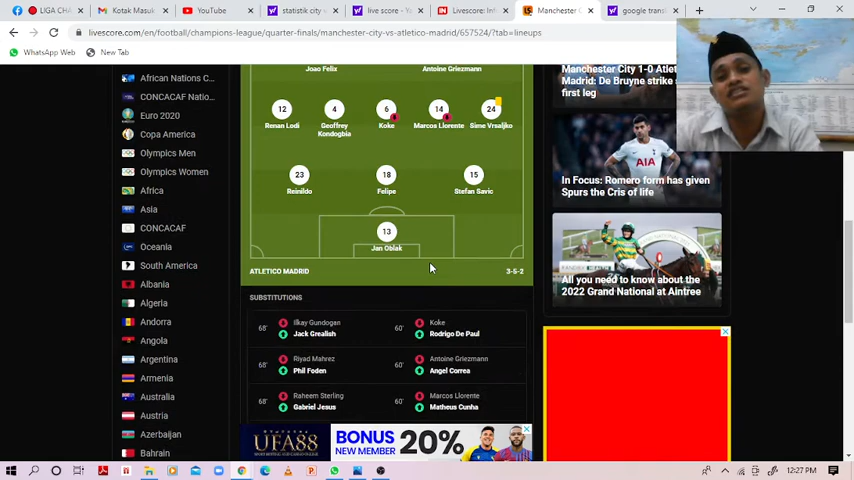 LIGA CHA
Kotak Masuk
YouTube
statistik city v
live score - Ya
Livescore: In
Manchester C
google trans
livescore.com/en/football/champions-league/quarter-finals/manchester-city-vs-atletico-madrid/657524/?tab=lineups
WhatsApp Web
New Tab
African Nations C...
CONCACAF Natio...
Euro 2020
Copa America
Olympics Men
Olympics Women
Africa
Asia
CONCACAF
Oceania
South America
Albania
Algeria
Andorra
Angola
Argentina
Armenia
Australia
Austria
Azerbaijan
Bahrain
Joao Felix
Antoine Griezmann
12
4
6
14
24
Renan Lodi
Geoffrey
Kondogbia
Koke
Marcos Llorente
Sime Vrsaljko
23
18
15
Reinildo
Felipe
Stefan Savic
13
Jan Oblak
ATLETICO MADRID
3-5-2
SUBSTITUTIONS
68'
Ilkay Gundogan
Jack Grealish
60'
Koke
Rodrigo De Paul
68'
Riyad Mahrez
Phil Foden
60'
Antoine Griezmann
Angel Correa
68'
Raheem Sterling
Gabriel Jesus
60'
Marcos Llorente
Matheus Cunha
UFA88
BONUS
NEW MEMBER
20%
Manchester City 1-0 Atle
Madrid: De Bruyne strike s
first leg
AIA
In Focus: Romero form has given
Spurs the Cris of life
All you need to know about the
2022 Grand National at Aintree
12:27 PM